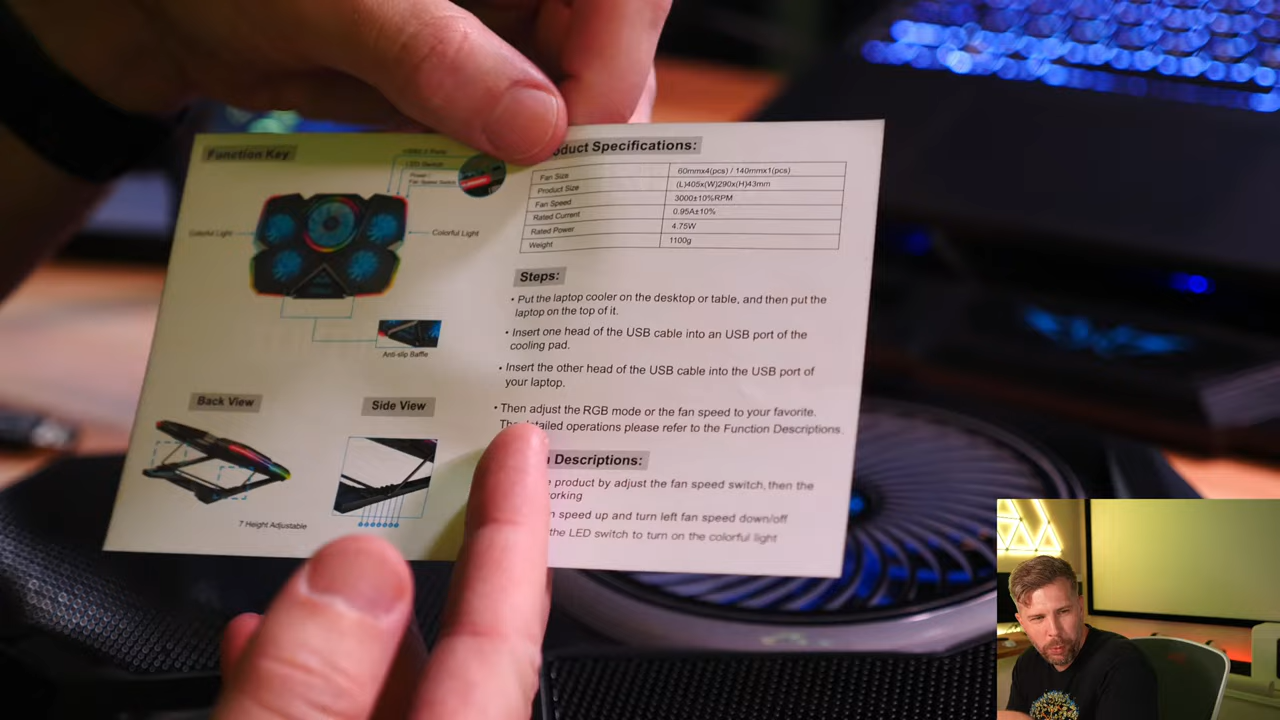 Function Key
USB2.0 Ports
LED Switch
Power /
Fan Speed Switch
Colorful Light
Colorful Light
Anti-slip Baffle
Back View
Side View
7 Height Adjustable
Product Specifications:
Fan Size 60mmx4(pcs) / 140mmx1(pcs)
Product Size (L)405x(W)290x(H)43mm
Fan Speed 3000±10%RPM
Rated Current 0.95A±10%
Rated Power 4.75W
Weight 1100g
Steps:
• Put the laptop cooler on the desktop or table, and then put the
laptop on the top of it.
• Insert one head of the USB cable into an USB port of the
cooling pad.
• Insert the other head of the USB cable into the USB port of
your laptop.
• Then adjust the RGB mode or the fan speed to your favorite.
The detailed operations please refer to the Function Descriptions.
Descriptions:
product by adjust the fan speed switch, then the
working
speed up and turn left fan speed down/off
the LED switch to turn on the colorful light